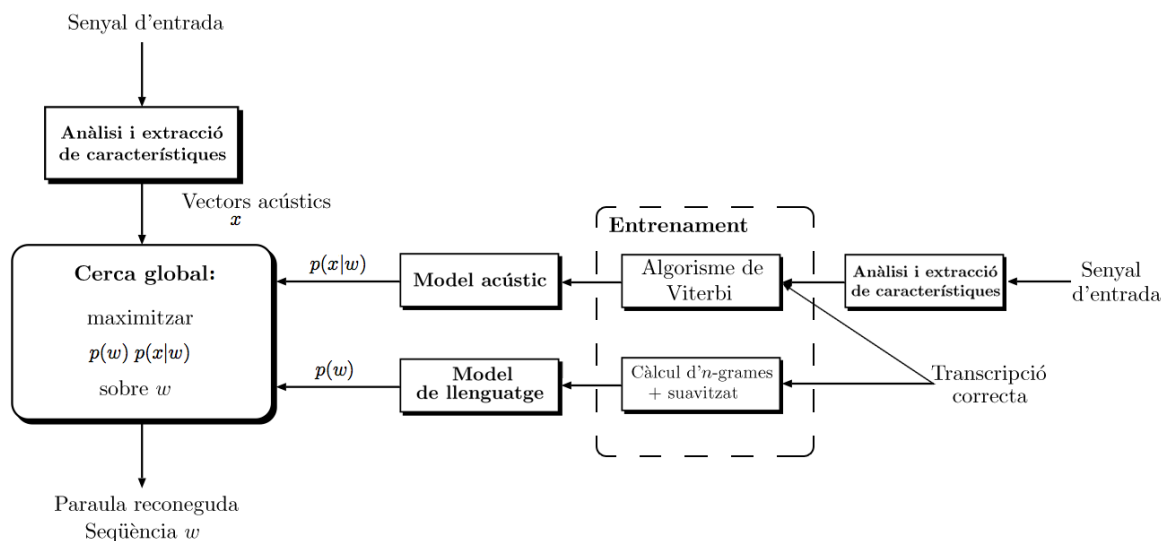 Senyal d'entrada
Anàlisi i extracció
de característiques
Vectors acústics
x
Cerca global:
maximitzar
p(w) p(x|w)
sobre w
Paraula reconeguda
Seqüència w
p(x|w)
Model acústic
p(w)
Model
de llenguatge
Entrenament
Algorisme de
Viterbi
Càlcul d'n-grames
+ suavitzat
Anàlisi i extracció
de característiques
Senyal
d'entrada
Transcripció
correcta